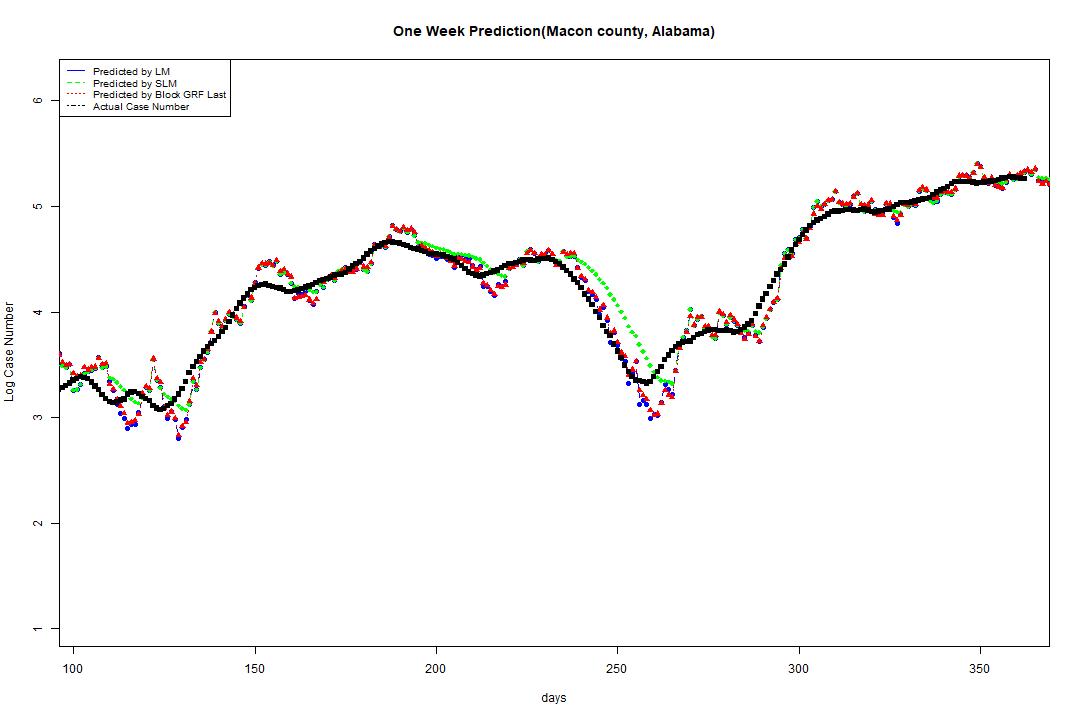 One Week Prediction(Macon county, Alabama)
Predicted by LM
Predicted by SLM
Predicted by Block GRF Last
Actual Case Number
6
5
4
3
2
1
Log Case Number
100 150 200 250 300 350
days